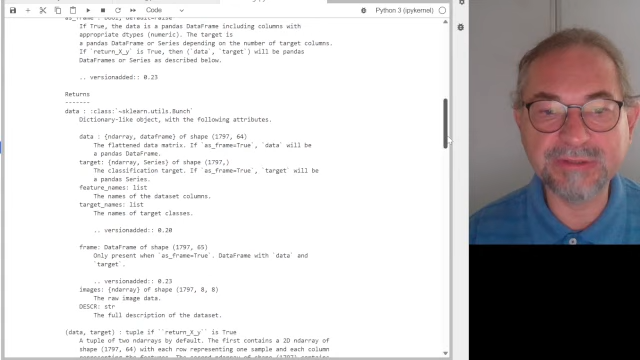 Code
Python 3 (ipykernel)
as_frame : bool, default=False
If True, the data is a pandas DataFrame including columns with
appropriate dtypes (numeric). The target is
a pandas DataFrame or Series depending on the number of target columns.
If `return_X_y` is True, then (`data`, `target`) will be pandas
DataFrames or Series as described below.
.. versionadded:: 0.23
Returns
-------
data : :class:`~sklearn.utils.Bunch`
Dictionary-like object, with the following attributes.
data : {ndarray, dataframe} of shape (1797, 64)
The flattened data matrix. If `as_frame=True`, `data` will be
a pandas DataFrame.
target: {ndarray, Series} of shape (1797,)
The classification target. If `as_frame=True`, `target` will be
a pandas Series.
feature_names: list
The names of the dataset columns.
target_names: list
The names of target classes.
.. versionadded:: 0.20
frame: DataFrame of shape (1797, 65)
Only present when `as_frame=True`. DataFrame with `data` and
`target`.
.. versionadded:: 0.23
images: {ndarray} of shape (1797, 8, 8)
The raw image data.
DESCR: str
The full description of the dataset.
(data, target) : tuple if ``return_X_y`` is True
A tuple of two ndarrays by default. The first contains a 2D ndarray of
shape (1797, 64) with each row representing one sample and each column